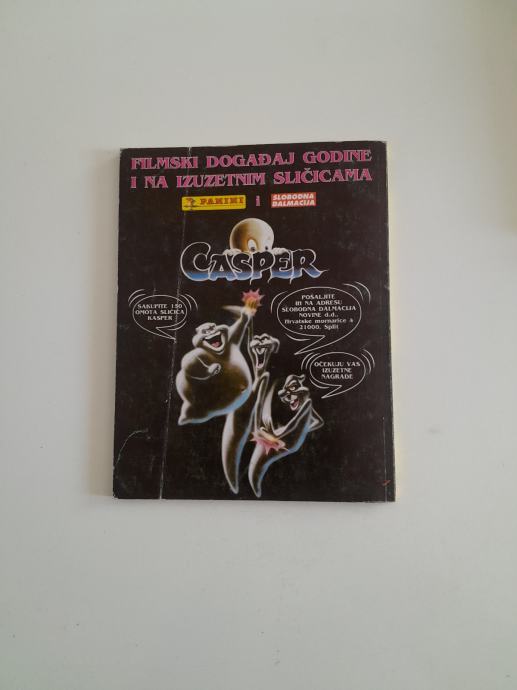 FILMSKI DOGAĐAJ GODINE
I NA IZUZETNIM SLIČICAMA
PANINI i SLOBODNA
DALMACIJA
CASPER
SAKUPITE 150
OMOTA SLIČICA
KASPER
POŠALJITE
IH NA ADRESU
SLOBODNA DALMACIJA
NOVINE d.d.,
Hrvatske mornarice 4
21000, Split
OČEKUJU VAS
IZUZETNE
NAGRADE